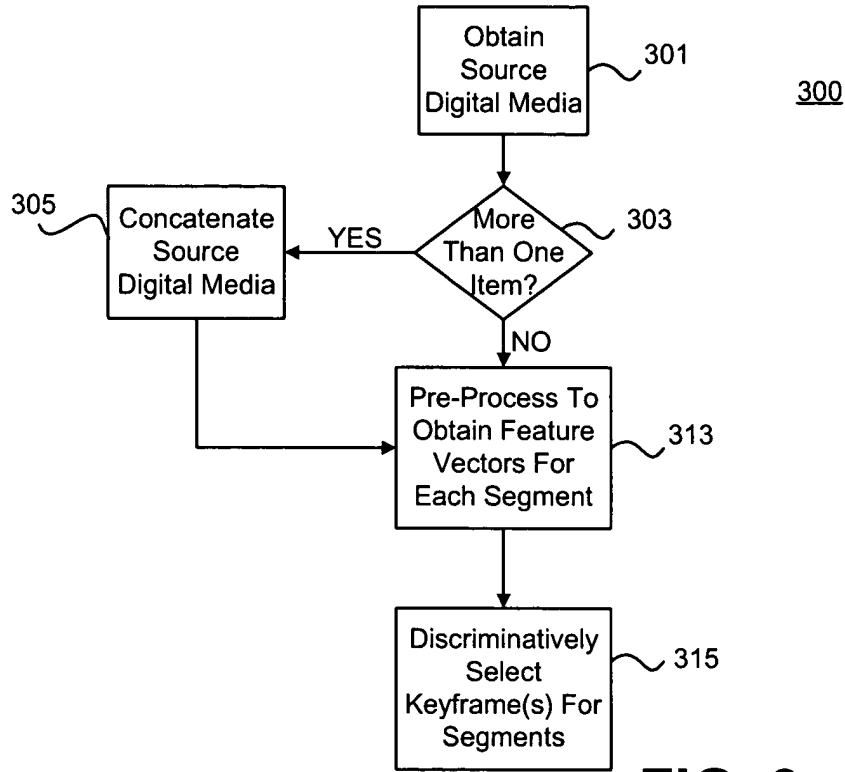 Obtain
Source
Digital Media
301
300
305
Concatenate
Source
Digital Media
YES
More
Than One
Item?
303
NO
Pre-Process To
Obtain Feature
Vectors For
Each Segment
313
Discriminatively
Select
Keyframe(s) For
Segments
315